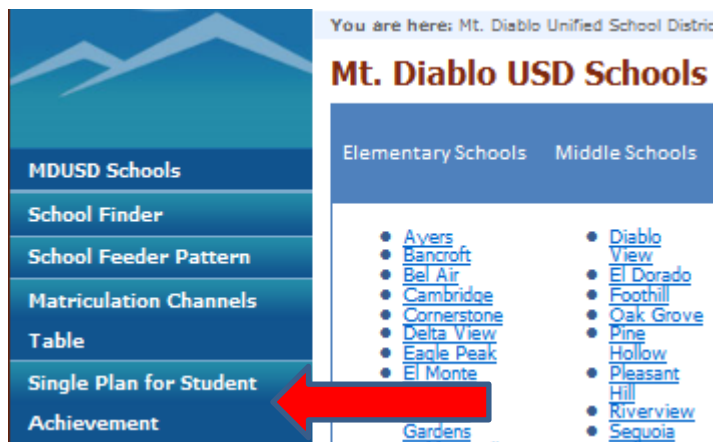 You are here: Mt. Diablo Unified School Distric
Mt. Diablo USD Schools
MDUSD Schools
School Finder
School Feeder Pattern
Matriculation Channels
Table
Single Plan for Student
Achievement
Elementary Schools
Middle Schools
Ayers
Bancroft
Bel Air
Cambridge
Cornerstone
Delta View
Eagle Peak
El Monte
Gardens
Diablo
View
El Dorado
Foothill
Oak Grove
Pine
Hollow
Pleasant
Hill
Riverview
Sequoia